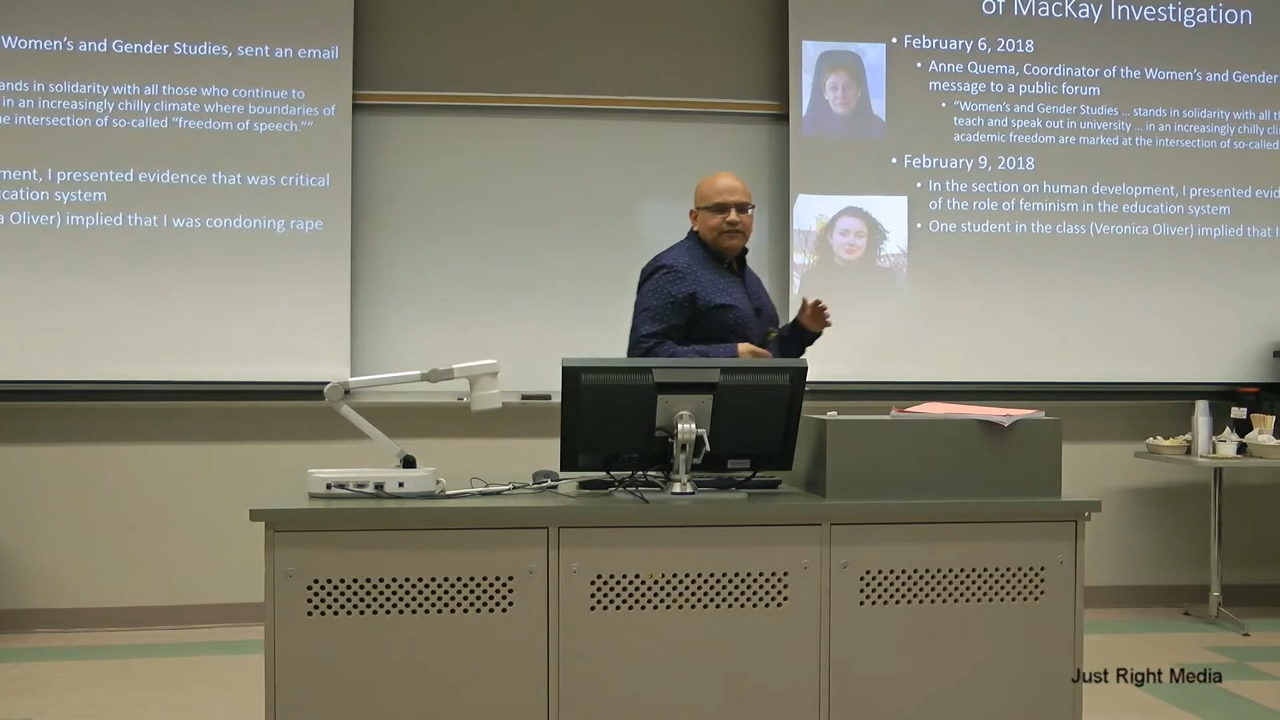 Women's and Gender Studies, sent an email
ands in solidarity with all those who continue to
in an increasingly chilly climate where boundaries of
e intersection of so-called "freedom of speech.""
ment, I presented evidence that was critical
cation system
a Oliver) implied that I was condoning rape
of MacKay Investigation
• February 6, 2018
• Anne Quema, Coordinator of the Women's and Gender
message to a public forum
• "Women's and Gender Studies ... stands in solidarity with all t
teach and speak out in university ... in an increasingly chilly cli
academic freedom are marked at the intersection of so-called
• February 9, 2018
• In the section on human development, I presented evid
of the role of feminism in the education system
• One student in the class (Veronica Oliver) implied that I
Just Right Media